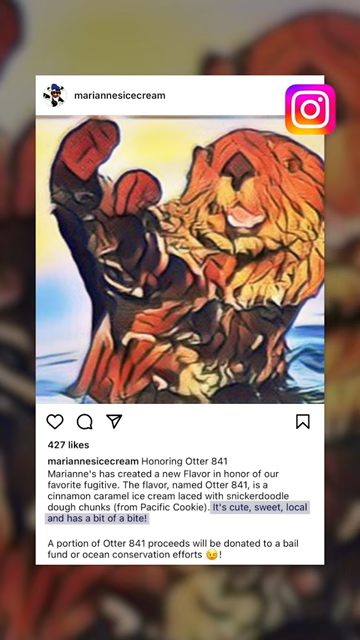 mariannesicecream
427 likes
mariannesicecream Honoring Otter 841
Marianne's has created a new Flavor in honor of our
favorite fugitive. The flavor, named Otter 841, is a
cinnamon caramel ice cream laced with snickerdoodle
dough chunks (from Pacific Cookie). It's cute, sweet, local
and has a bit of a bite!
A portion of Otter 841 proceeds will be donated to a bail
fund or ocean conservation efforts 😉!